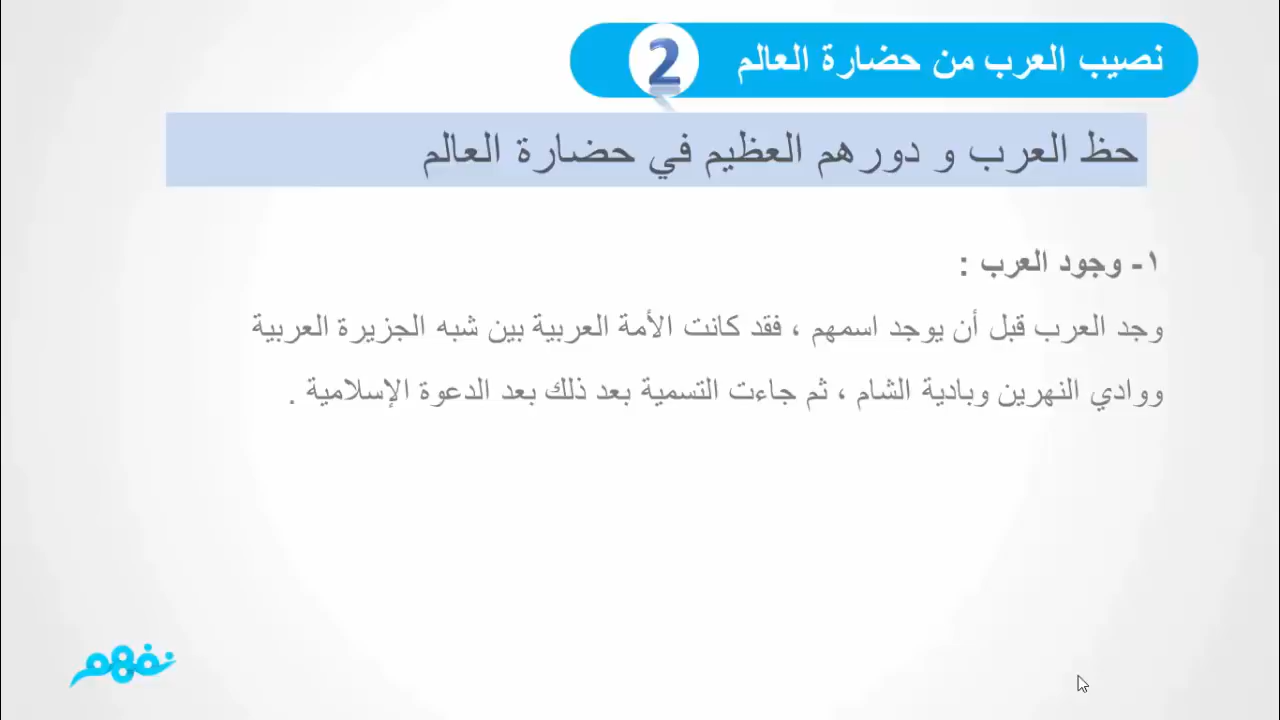 نصيب العرب من حضارة العالم 2
حظ العرب و دورهم العظيم في حضارة العالم
١- وجود العرب :
وجد العرب قبل أن يوجد اسمهم ، فقد كانت الأمة العربية بين شبه الجزيرة العربية
ووادي النهرين وبادية الشام ، ثم جاءت التسمية بعد ذلك بعد الدعوة الإسلامية .
نفهم